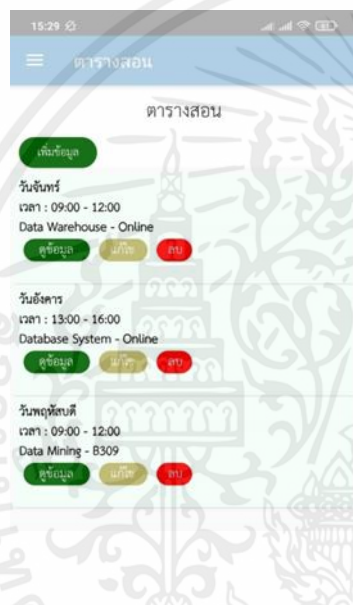 15:29
ตารางสอน
ตารางสอน
เพิ่มข้อมูล
วันจันทร์
เวลา : 09:00 - 12:00
Data Warehouse - Online
ดูข้อมูล แก้ไข ลบ
วันอังคาร
เวลา : 13:00 - 16:00
Database System - Online
ดูข้อมูล แก้ไข ลบ
วันพฤหัสบดี
เวลา : 09:00 - 12:00
Data Mining - B309
ดูข้อมูล แก้ไข ลบ